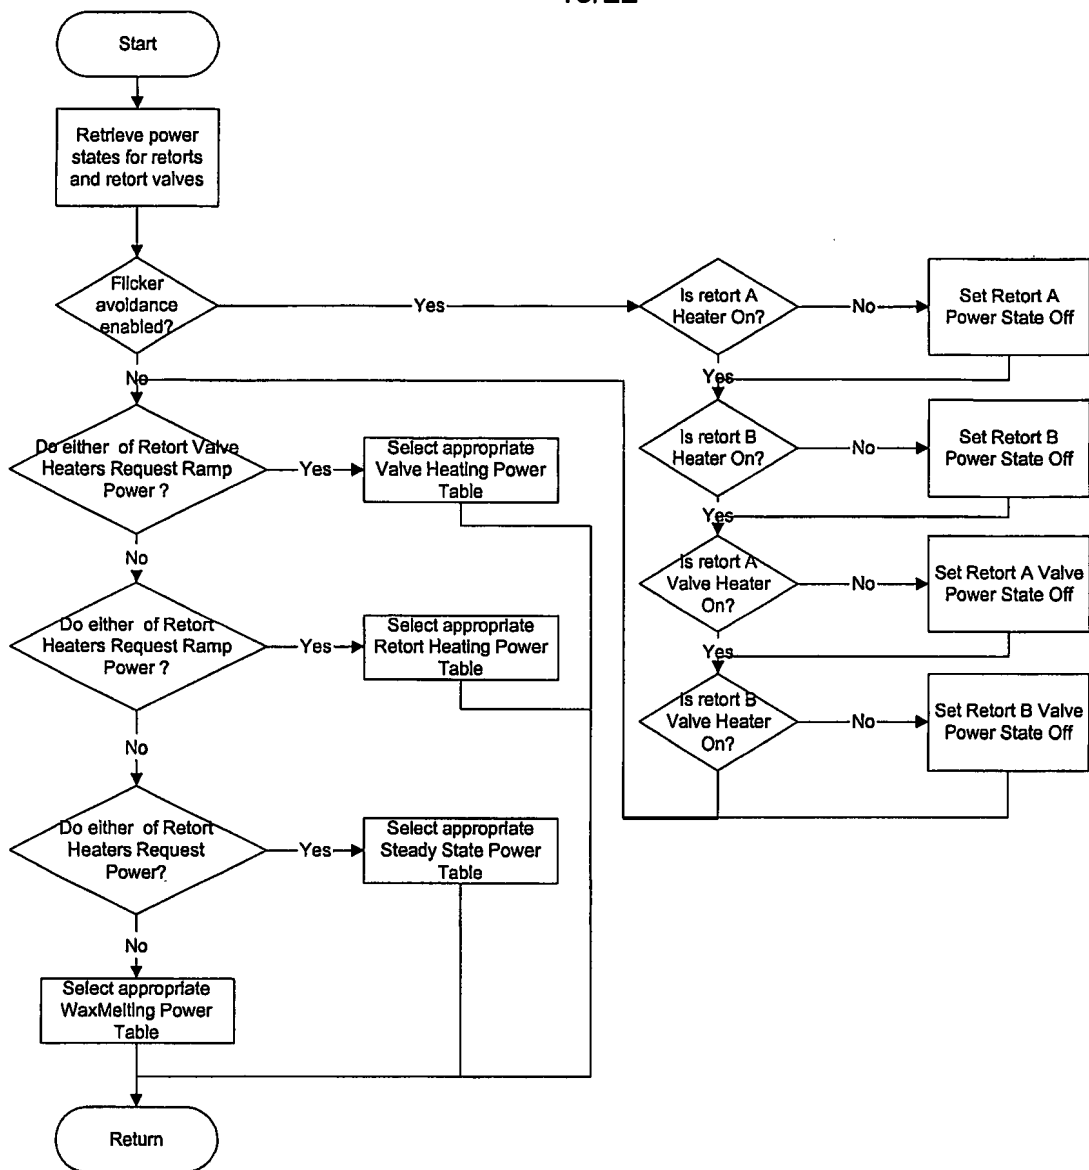 Start
Retrieve power
states for retorts
and retort valves
Flicker
avoidance
enabled?
Yes
No
Is retort A
Heater On?
No
Set Retort A
Power State Off
Yes
Is retort B
Heater On?
No
Set Retort B
Power State Off
Yes
Is retort A
Valve Heater
On?
No
Set Retort A Valve
Power State Off
Yes
Is retort B
Valve Heater
On?
No
Set Retort B Valve
Power State Off
Do either of Retort Valve
Heaters Request Ramp
Power ?
Yes
Select appropriate
Valve Heating Power
Table
No
Do either of Retort
Heaters Request Ramp
Power ?
Yes
Select appropriate
Retort Heating Power
Table
No
Do either of Retort
Heaters Request
Power?
Yes
Select appropriate
Steady State Power
Table
No
Select appropriate
WaxMelting Power
Table
Return